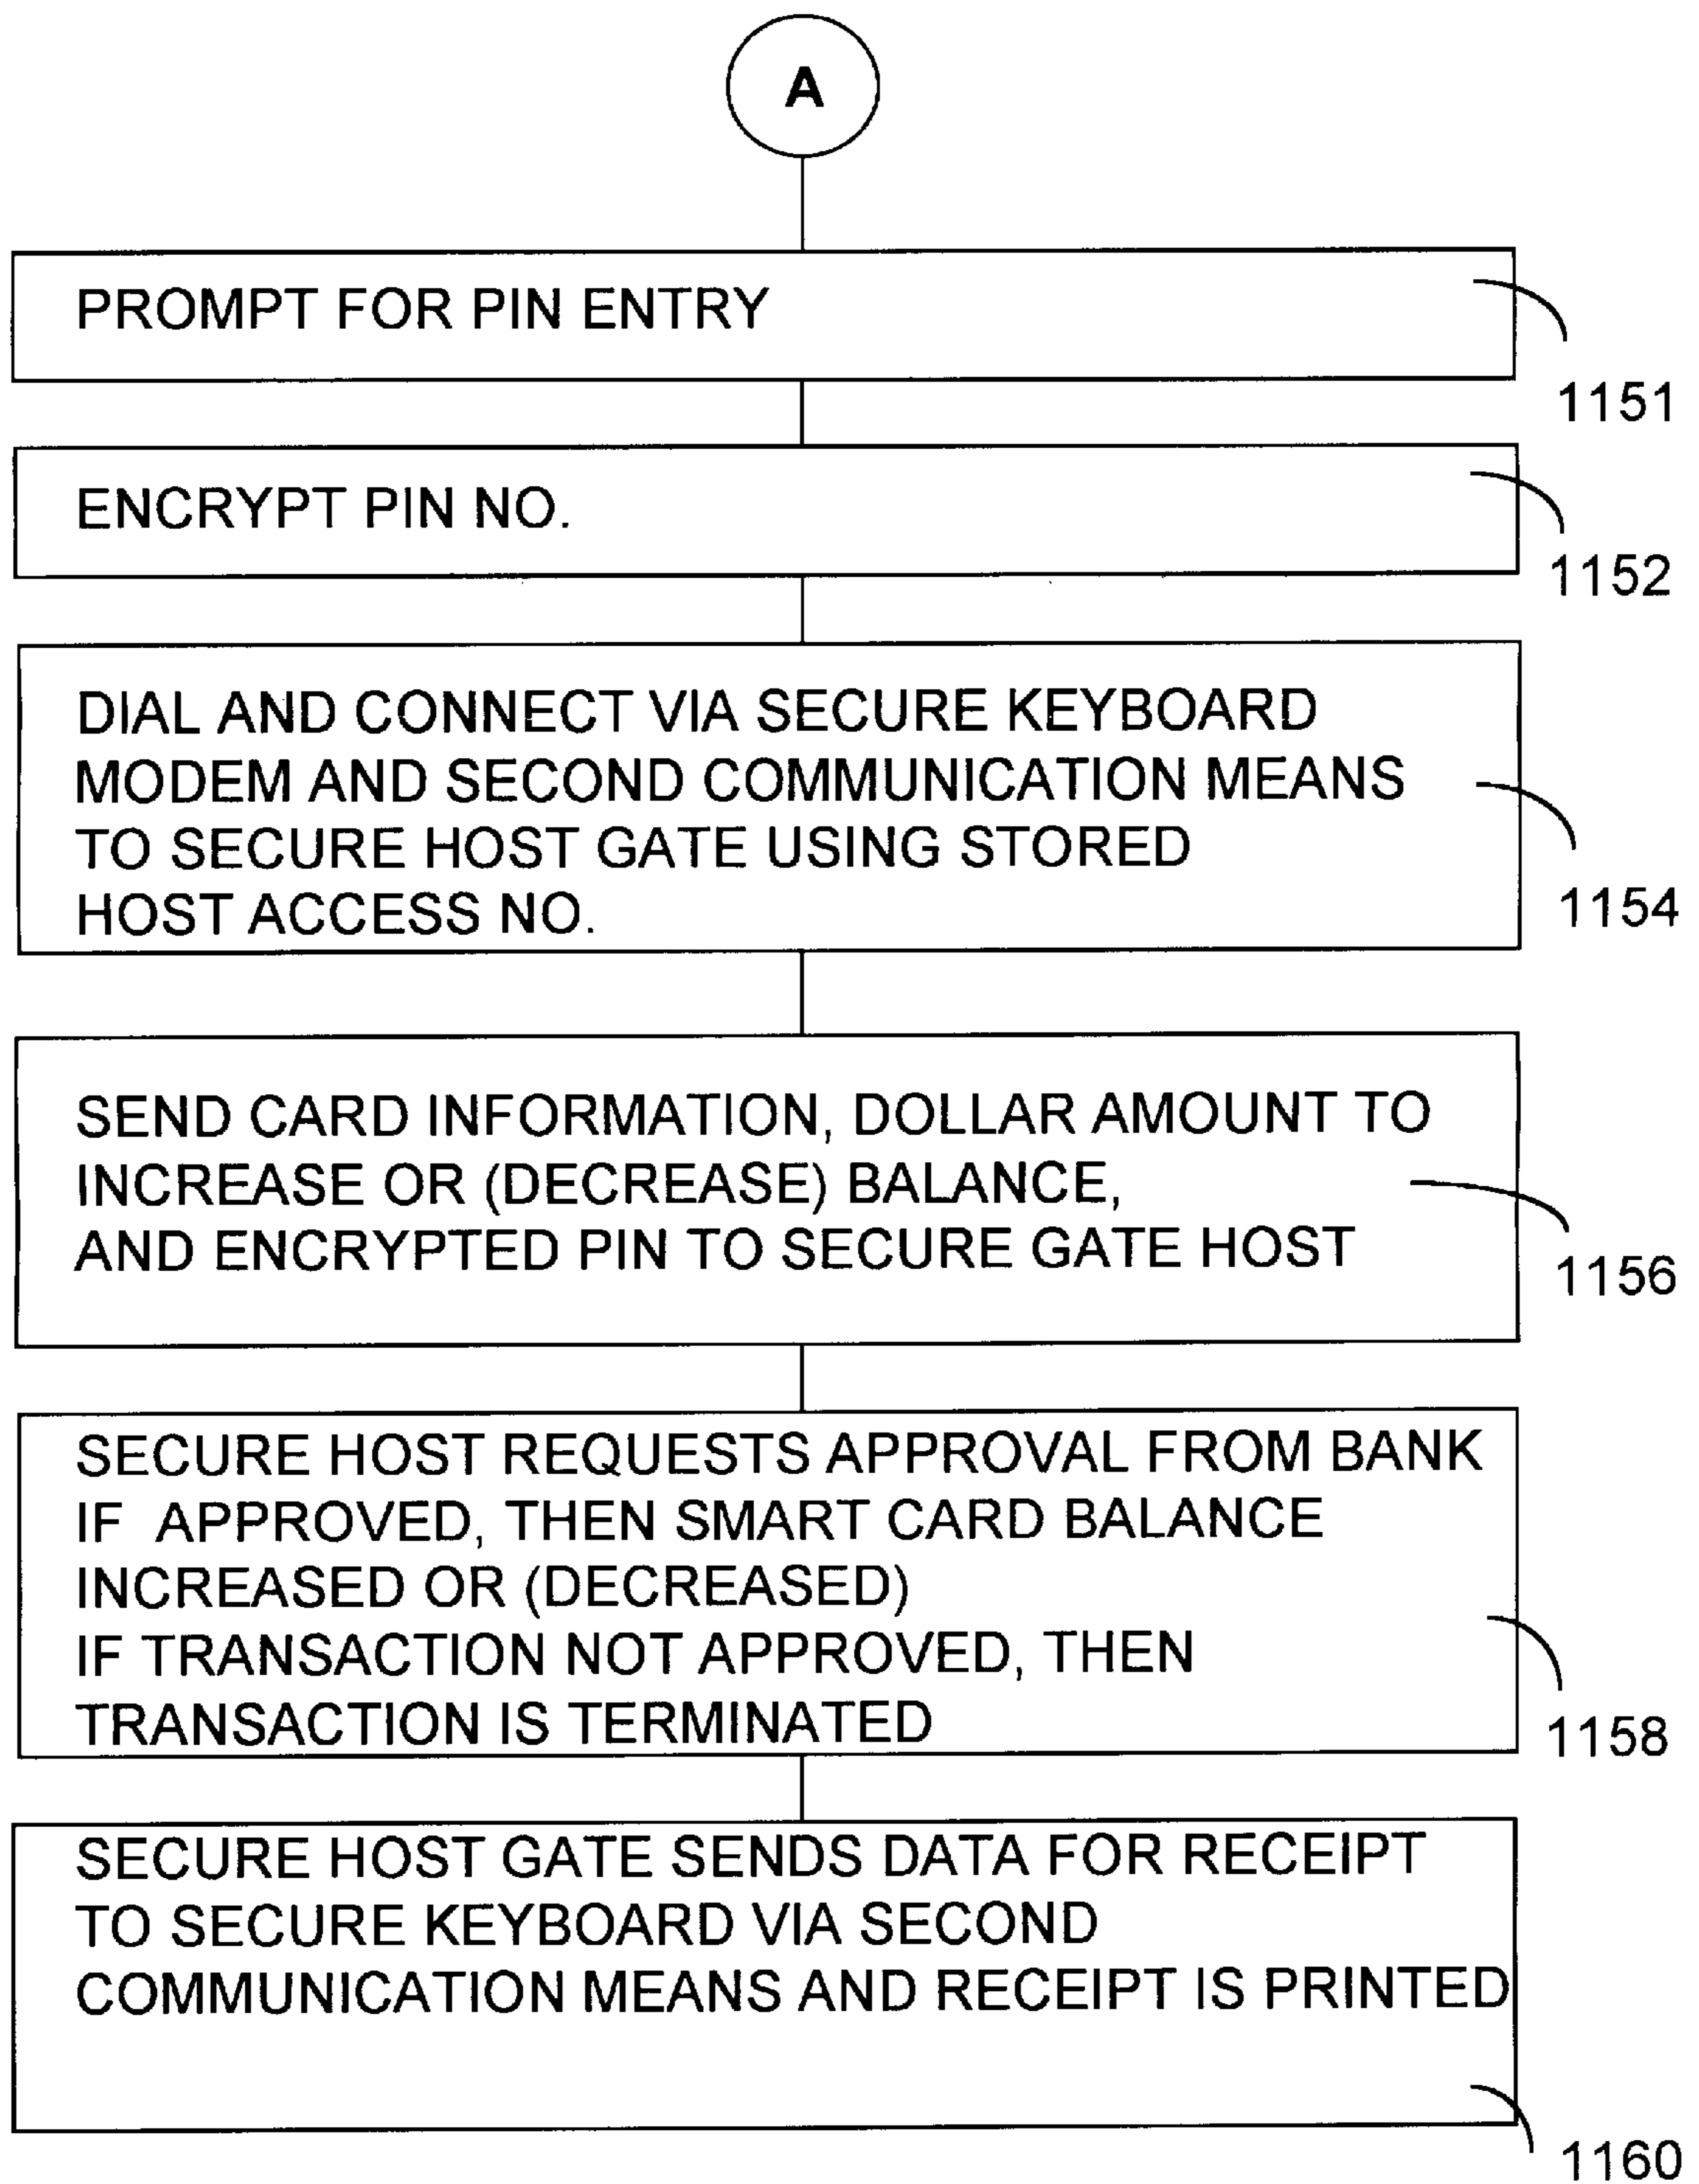 A
PROMPT FOR PIN ENTRY
1151
ENCRYPT PIN NO.
1152
DIAL AND CONNECT VIA SECURE KEYBOARD
MODEM AND SECOND COMMUNICATION MEANS
TO SECURE HOST GATE USING STORED
HOST ACCESS NO.
1154
SEND CARD INFORMATION, DOLLAR AMOUNT TO
INCREASE OR (DECREASE) BALANCE,
AND ENCRYPTED PIN TO SECURE GATE HOST
1156
SECURE HOST REQUESTS APPROVAL FROM BANK
IF APPROVED, THEN SMART CARD BALANCE
INCREASED OR (DECREASED)
IF TRANSACTION NOT APPROVED, THEN
TRANSACTION IS TERMINATED
1158
SECURE HOST GATE SENDS DATA FOR RECEIPT
TO SECURE KEYBOARD VIA SECOND
COMMUNICATION MEANS AND RECEIPT IS PRINTED
1160